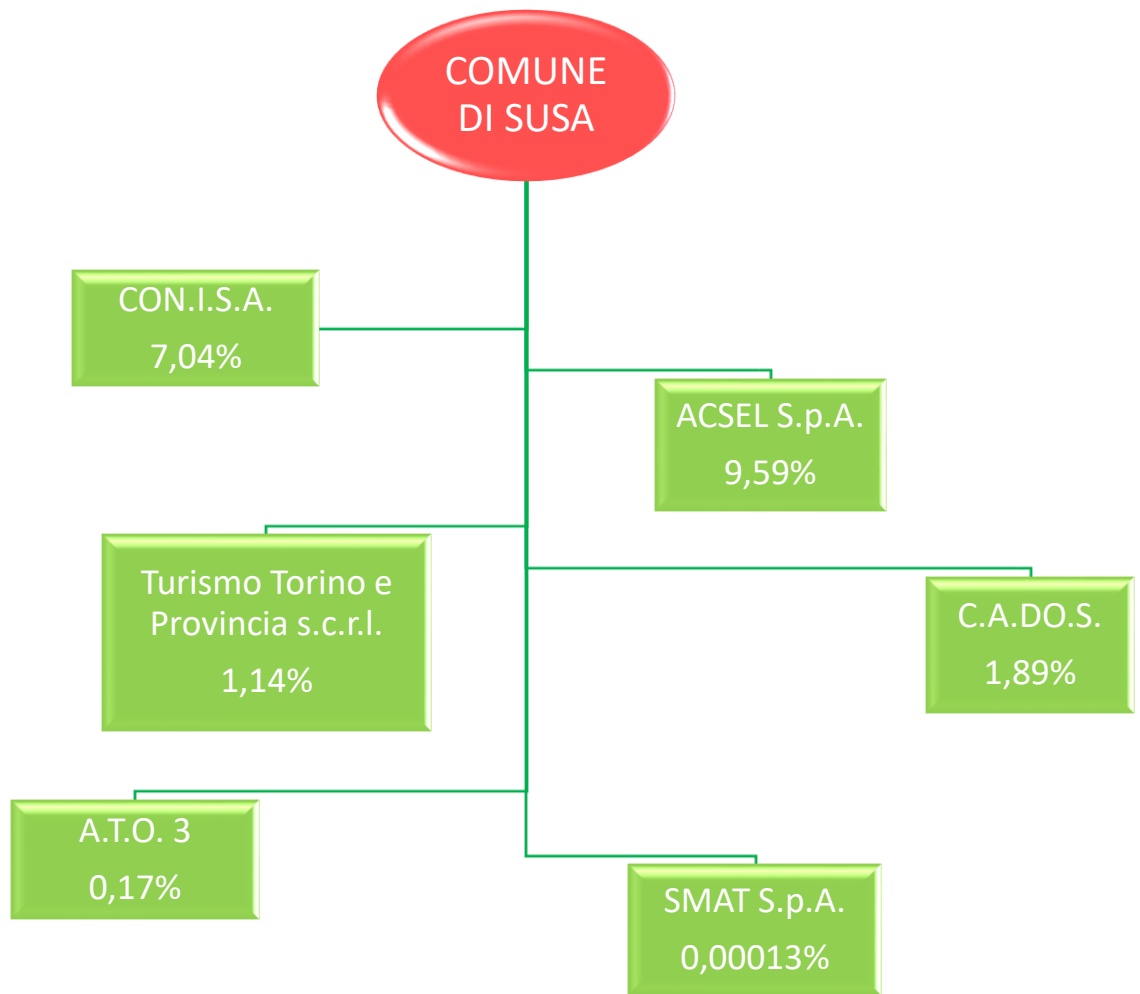 COMUNE
DI SUSA
CON.I.S.A.
7,04%
ACSEL S.p.A.
9,59%
Turismo Torino e
Provincia s.c.r.l.
1,14%
C.A.DO.S.
1,89%
A.T.O. 3
0,17%
SMAT S.p.A.
0,00013%